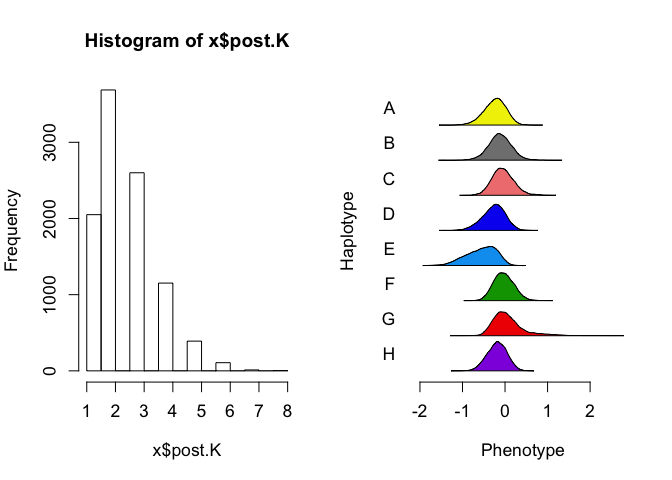 Histogram of x$post.K
Frequency
0
1000
2000
3000
1 2 3 4 5 6 7 8
x$post.K
Haplotype
A
B
C
D
E
F
G
H
-2 -1 0 1 2
Phenotype